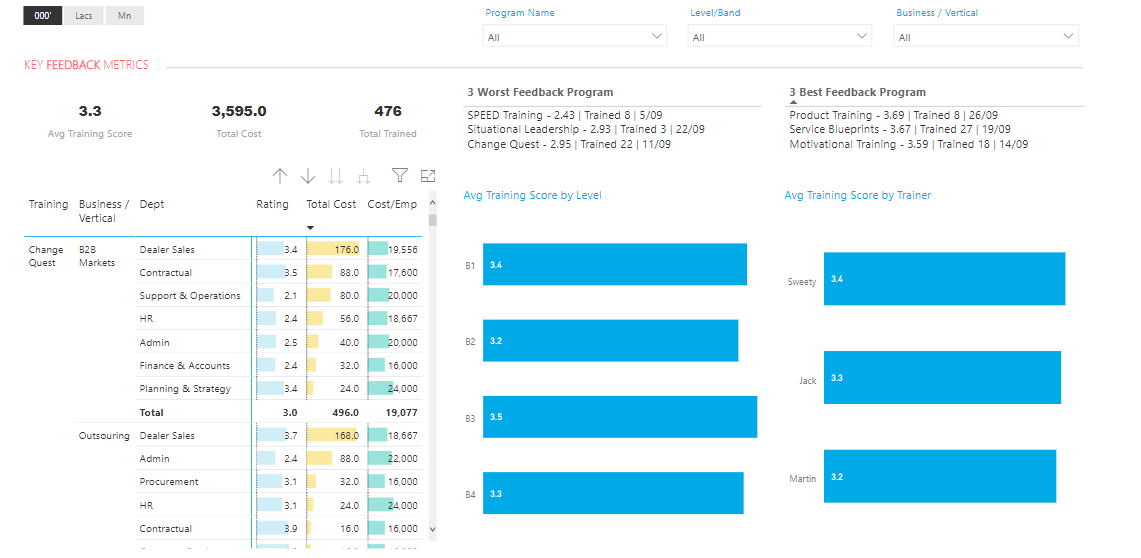 000' Lacs Mn
Program Name Level/Band Business / Vertical
All All All
KEY FEEDBACK METRICS
3.3 3,595.0 476
Avg Training Score Total Cost Total Trained
3 Worst Feedback Program
SPEED Training - 2.43 | Trained 8 | 5/09
Situational Leadership - 2.93 | Trained 3 | 22/09
Change Quest - 2.95 | Trained 22 | 11/09
3 Best Feedback Program
Product Training - 3.69 | Trained 8 | 26/09
Service Blueprints - 3.67 | Trained 27 | 19/09
Motivational Training - 3.59 | Trained 18 | 14/09
Training Business / Vertical Dept Rating Total Cost Cost/Emp
Change Quest B2B Markets Dealer Sales 3.4 176.0 19,556
Contractual 3.5 88.0 17,600
Support & Operations 2.1 80.0 20,000
HR 2.4 56.0 18,667
Admin 2.5 40.0 20,000
Finance & Accounts 2.4 32.0 16,000
Planning & Strategy 3.4 24.0 24,000
Total 3.0 496.0 19,077
Outsouring Dealer Sales 3.7 168.0 18,667
Admin 2.4 88.0 22,000
Procurement 3.1 32.0 16,000
HR 3.1 24.0 24,000
Contractual 3.9 16.0 16,000
Avg Training Score by Level
B1 3.4
B2 3.2
B3 3.5
B4 3.3
Avg Training Score by Trainer
Sweety 3.4
Jack 3.3
Martin 3.2